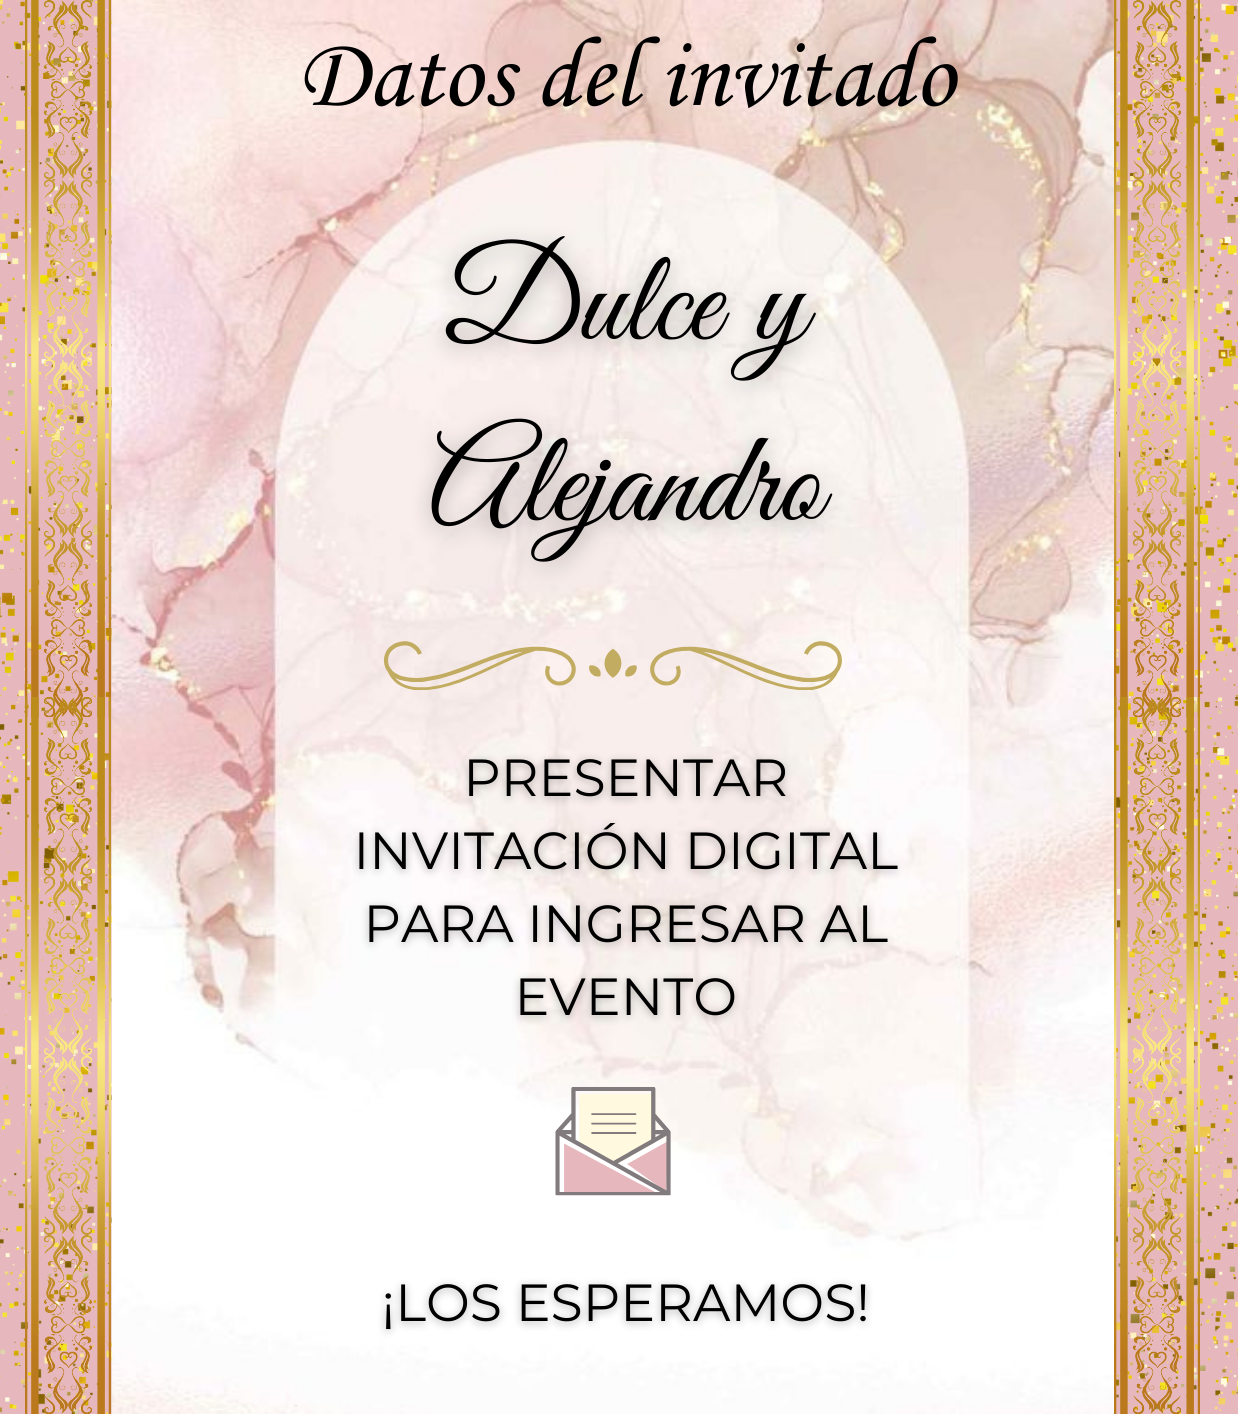 Datos del invitado
Dulce y
Alejandro
PRESENTAR
INVITACIÓN DIGITAL
PARA INGRESAR AL
EVENTO
¡LOS ESPERAMOS!